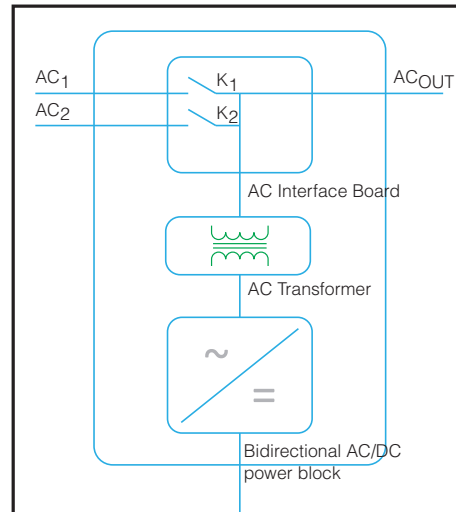 AC1 K1 ACOUT
AC2 K2
AC Interface Board
AC Transformer
~
=
Bidirectional AC/DC
power block